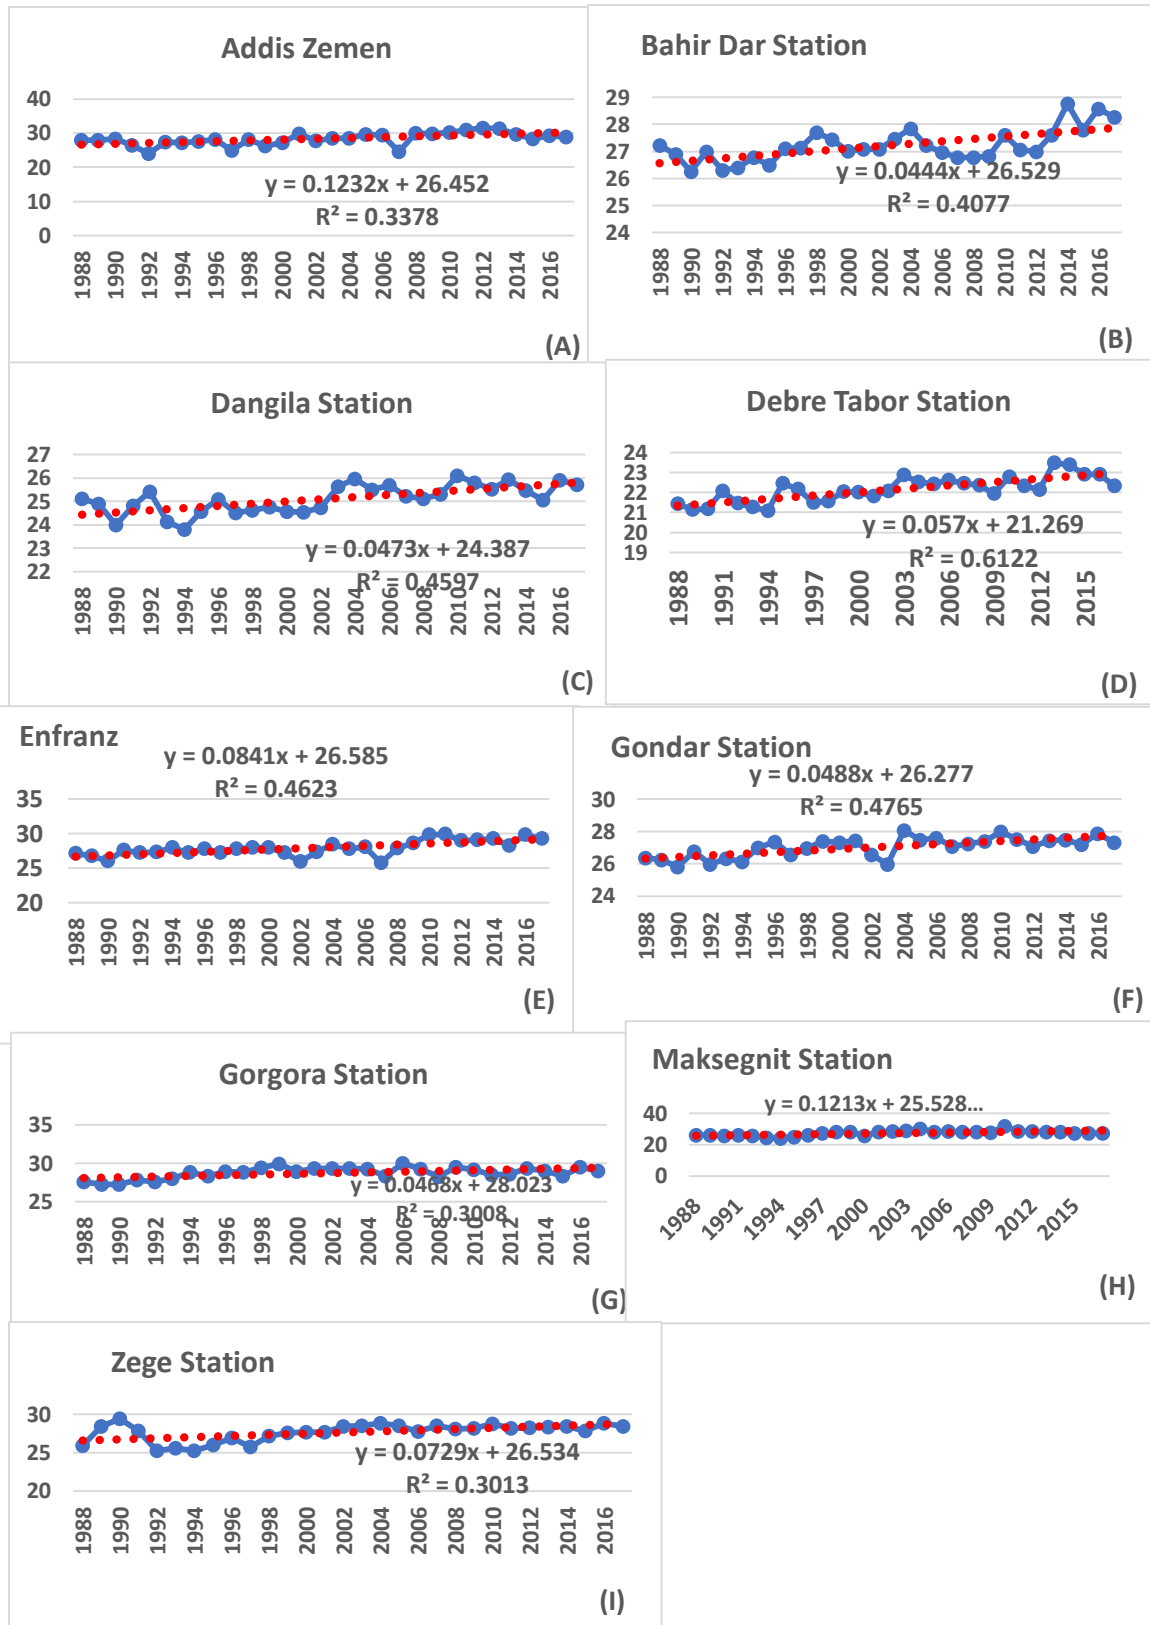 Addis Zemen
40
30
20
10
0
y = 0.1232x + 26.452
R² = 0.3378
1988 1990 1992 1994 1996 1998 2000 2002 2004 2006 2008 2010 2012 2014 2016
(A)
Bahir Dar Station
29
28
27
26
25
24
y = 0.0444x + 26.529
R² = 0.4077
1988 1990 1992 1994 1996 1998 2000 2002 2004 2006 2008 2010 2012 2014 2016
(B)
Dangila Station
27
26
25
24
23
22
y = 0.0473x + 24.387
R² = 0.4597
1988 1990 1992 1994 1996 1998 2000 2002 2004 2006 2008 2010 2012 2014 2016
(C)
Debre Tabor Station
24
23
22
21
20
19
y = 0.057x + 21.269
R² = 0.6122
1988 1991 1994 1997 2000 2003 2006 2009 2012 2015
(D)
Enfranz
y = 0.0841x + 26.585
R² = 0.4623
35
30
25
20
1988 1990 1992 1994 1996 1998 2000 2002 2004 2006 2008 2010 2012 2014 2016
(E)
Gondar Station
y = 0.0488x + 26.277
R² = 0.4765
30
28
26
24
1988 1990 1992 1994 1996 1998 2000 2002 2004 2006 2008 2010 2012 2014 2016
(F)
Gorgora Station
35
30
25
y = 0.0468x + 28.023
R² = 0.3008
1988 1990 1992 1994 1996 1998 2000 2002 2004 2006 2008 2010 2012 2014 2016
(G)
Maksegnit Station
y = 0.1213x + 25.528...
40
20
0
1988 1991 1994 1997 2000 2003 2006 2009 2012 2015
(H)
Zege Station
30
25
20
y = 0.0729x + 26.534
R² = 0.3013
1988 1990 1992 1994 1996 1998 2000 2002 2004 2006 2008 2010 2012 2014 2016
(I)